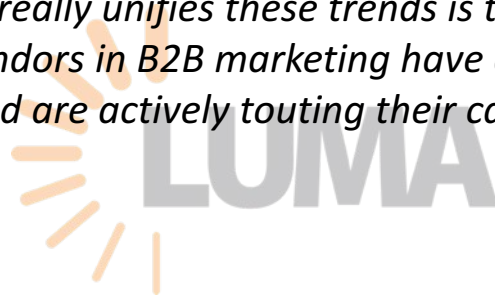 really unifies these trends is t
ndors in B2B marketing have
d are actively touting their ca
LUMA